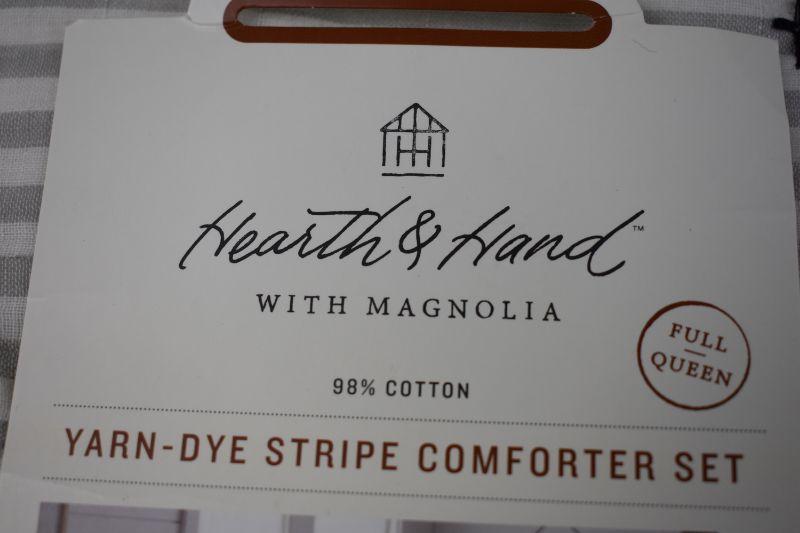 Hearth & Hand™
WITH MAGNOLIA
FULL
QUEEN
98% COTTON
YARN-DYE STRIPE COMFORTER SET